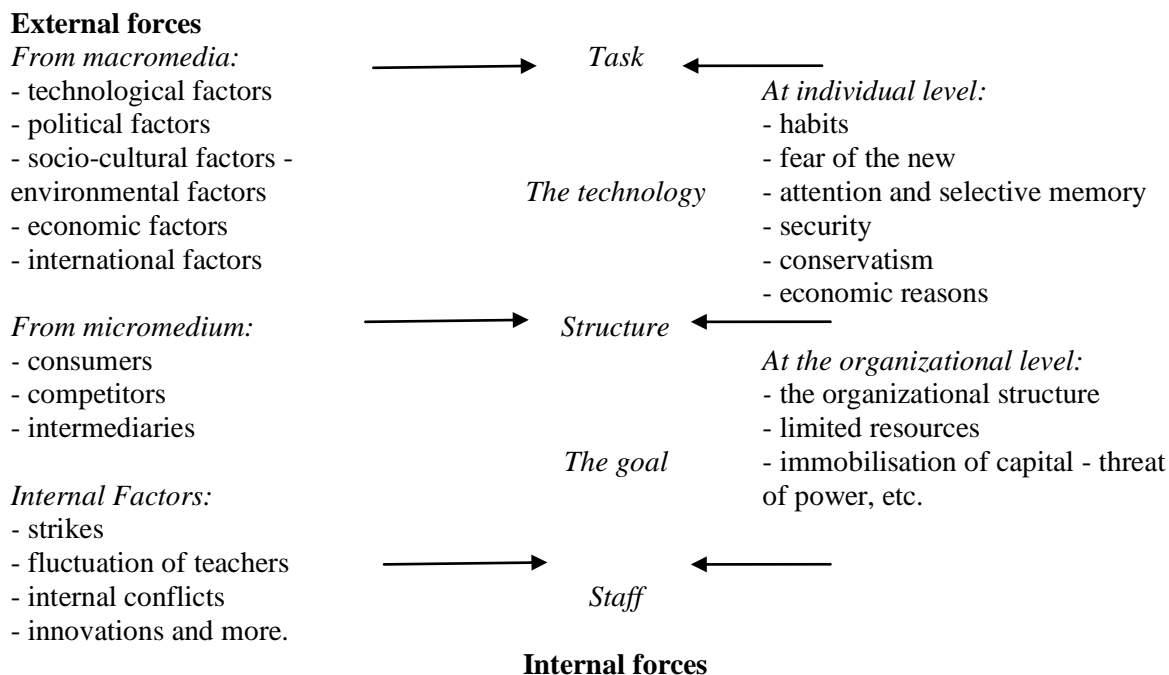 External forces
From macromedia:
- technological factors
- political factors
- socio-cultural factors -
environmental factors
- economic factors
- international factors
From micromedium:
- consumers
- competitors
- intermediaries
Internal Factors:
- strikes
- fluctuation of teachers
- internal conflicts
- innovations and more.
Task
The technology
Structure
The goal
Staff
At individual level:
- habits
- fear of the new
- attention and selective memory
- security
- conservatism
- economic reasons
At the organizational level:
- the organizational structure
- limited resources
- immobilisation of capital - threat
of power, etc.
Internal forces